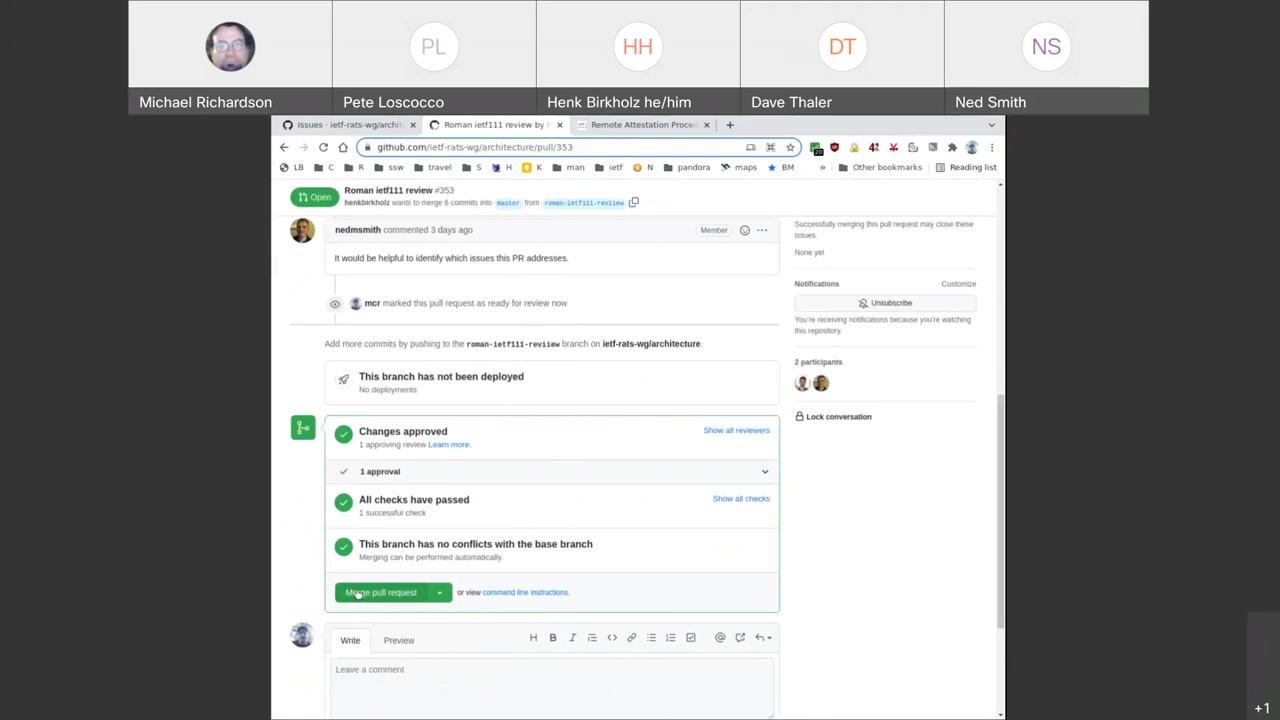 PL
HH
DT
NS
Michael Richardson
Pete Loscocco
Henk Birkholz he/him
Dave Thaler
Ned Smith
Issues · ietf-rats-wg/archit
Roman ietf111 review by
Remote Attestation Proced
github.com/ietf-rats-wg/architecture/pull/353
LB
C
R
ssw
travel
S
H
K
man
ietf
N
pandora
maps
BM
»
Other bookmarks
Reading list
Open
Roman ietf111 review #353
henkbirkholz wants to merge 6 commits into master from roman-ietf111-reviiew
nedmsmith commented 3 days ago
Member
It would be helpful to identify which issues this PR addresses.
mcr marked this pull request as ready for review now
Add more commits by pushing to the roman-ietf111-reviiew branch on ietf-rats-wg/architecture.
This branch has not been deployed
No deployments
Changes approved
Show all reviewers
1 approving review Learn more.
1 approval
All checks have passed
Show all checks
1 successful check
This branch has no conflicts with the base branch
Merging can be performed automatically.
Merge pull request
or view command line instructions.
Write
Preview
Leave a comment
Successfully merging this pull request may close these
issues.
None yet
Notifications
Customize
Unsubscribe
You're receiving notifications because you're watching
this repository.
2 participants
Lock conversation
+1